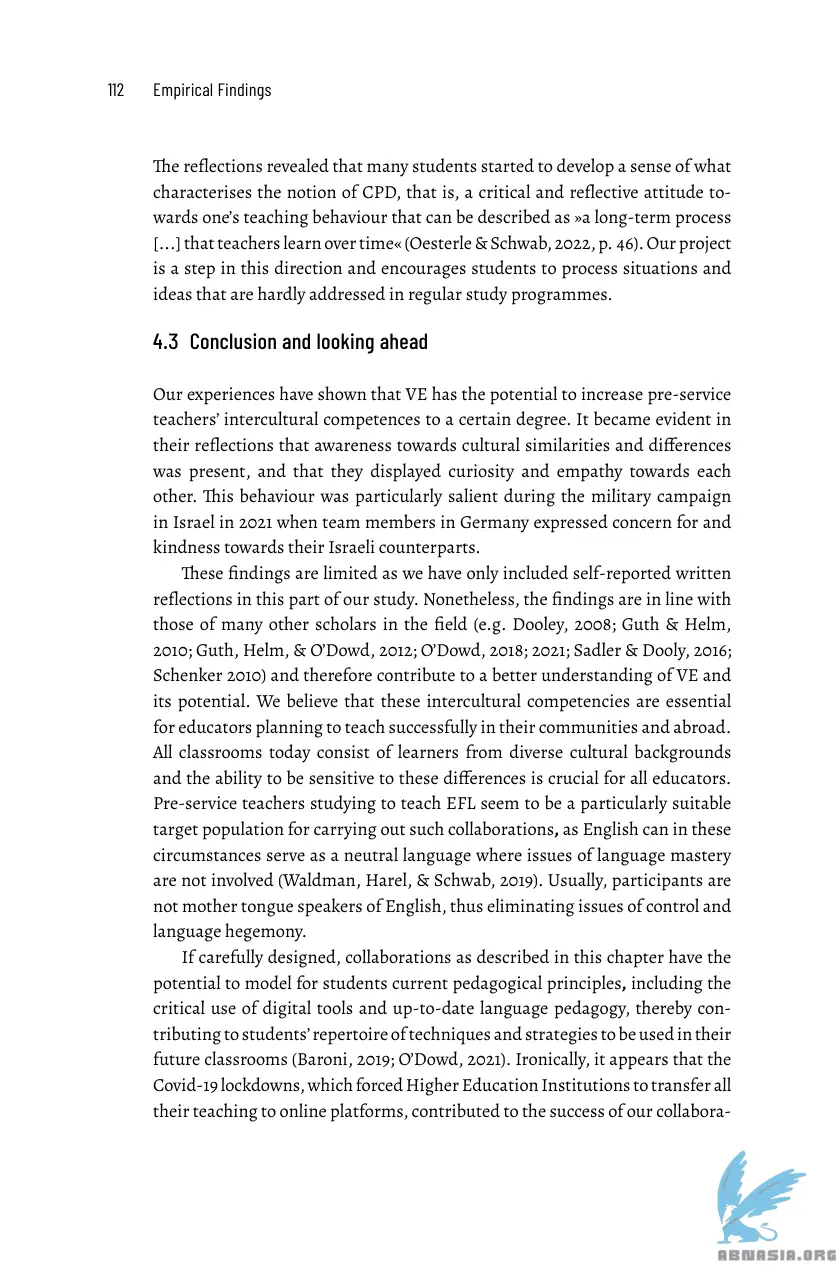 112 Empirical Findings
The reflections revealed that many students started to develop a sense of what
characterises the notion of CPD, that is, a critical and reflective attitude to-
wards one’s teaching behaviour that can be described as »a long-term process
[…] that teachers learn over time« (Oesterle & Schwab, 2022, p. 46). Our project
is a step in this direction and encourages students to process situations and
ideas that are hardly addressed in regular study programmes.
4.3 Conclusion and looking ahead
Our experiences have shown that VE has the potential to increase pre-service
teachers’ intercultural competences to a certain degree. It became evident in
their reflections that awareness towards cultural similarities and differences
was present, and that they displayed curiosity and empathy towards each
other. This behaviour was particularly salient during the military campaign
in Israel in 2021 when team members in Germany expressed concern for and
kindness towards their Israeli counterparts.
These findings are limited as we have only included self-reported written
reflections in this part of our study. Nonetheless, the findings are in line with
those of many other scholars in the field (e.g. Dooley, 2008; Guth & Helm,
2010; Guth, Helm, & O’Dowd, 2012; O’Dowd, 2018; 2021; Sadler & Dooly, 2016;
Schenker 2010) and therefore contribute to a better understanding of VE and
its potential. We believe that these intercultural competencies are essential
for educators planning to teach successfully in their communities and abroad.
All classrooms today consist of learners from diverse cultural backgrounds
and the ability to be sensitive to these differences is crucial for all educators.
Pre-service teachers studying to teach EFL seem to be a particularly suitable
target population for carrying out such collaborations, as English can in these
circumstances serve as a neutral language where issues of language mastery
are not involved (Waldman, Harel, & Schwab, 2019). Usually, participants are
not mother tongue speakers of English, thus eliminating issues of control and
language hegemony.
If carefully designed, collaborations as described in this chapter have the
potential to model for students current pedagogical principles, including the
critical use of digital tools and up-to-date language pedagogy, thereby con-
tributing to students’ repertoire of techniques and strategies to be used in their
future classrooms (Baroni, 2019; O’Dowd, 2021). Ironically, it appears that the
Covid-19 lockdowns, which forced Higher Education Institutions to transfer all
their teaching to online platforms, contributed to the success of our collabora-
ABNASIA.ORG